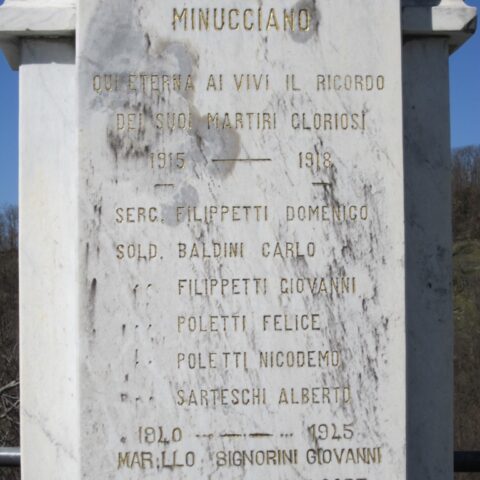 MINUCCIANO
QUI ETERNA AI VIVI IL RICORDO
DEI SUOI MARTIRI GLORIOSI
1915 — 1918
SERG. FILIPPETTI DOMENICO
SOLD. BALDINI CARLO
,, FILIPPETTI GIOVANNI
,, POLETTI FELICE
,, POLETTI NICODEMO
,, SARTESCHI ALBERTO
1940 — 1945
MAR.LLO SIGNORINI GIOVANNI